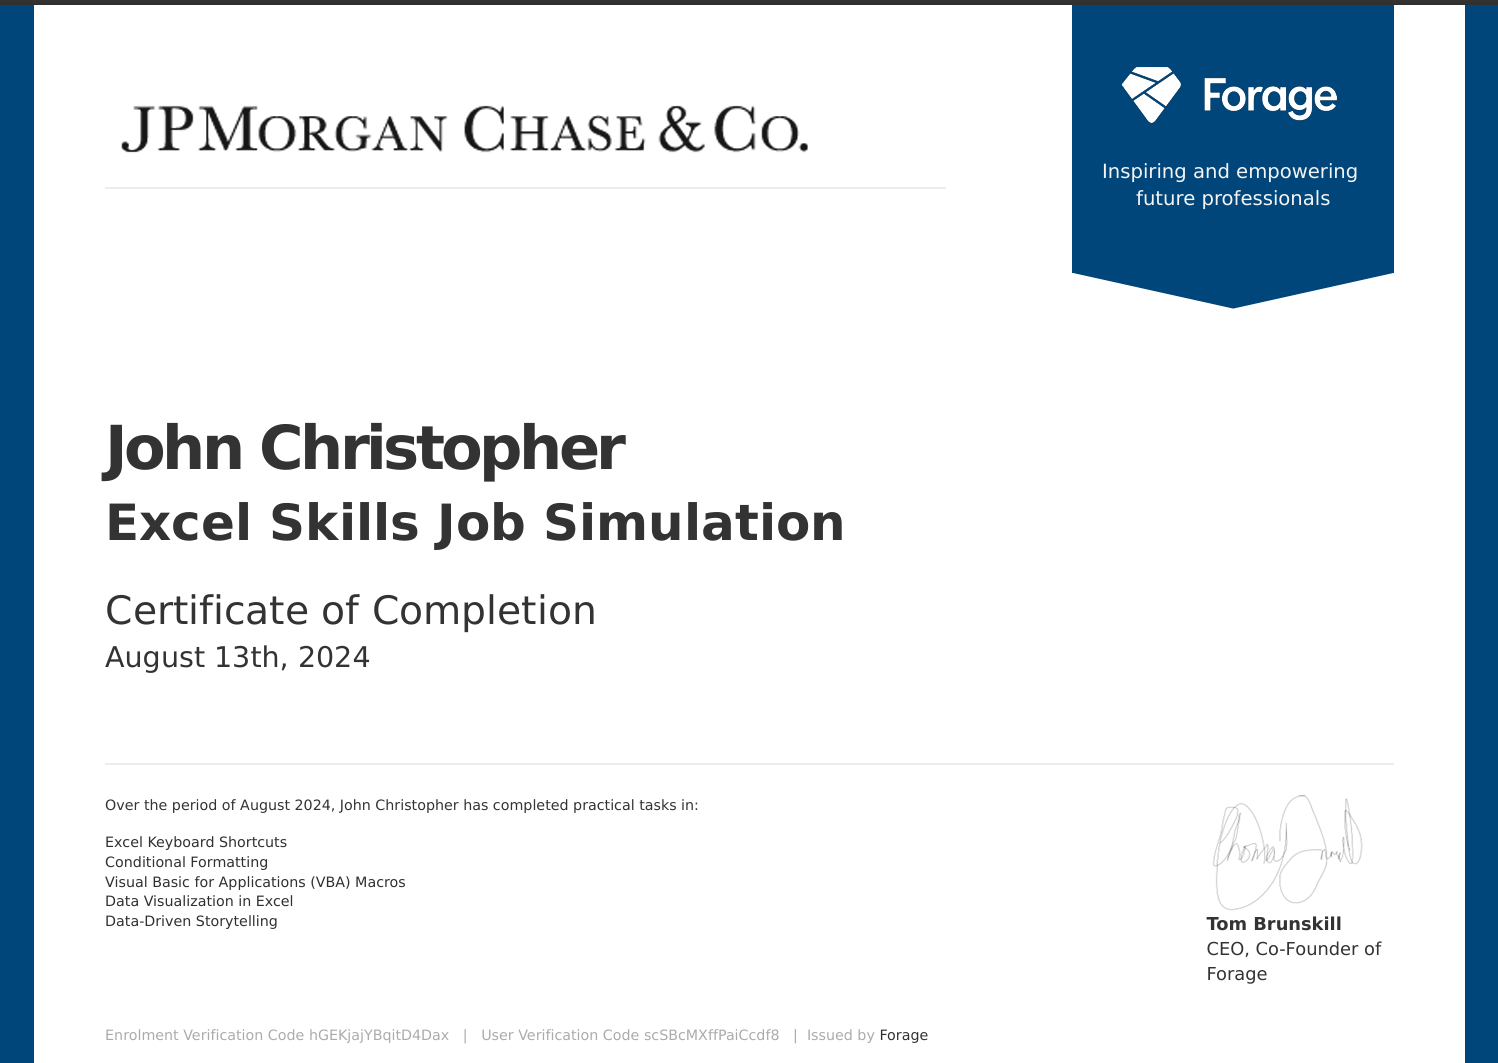 JPMORGAN CHASE & CO.
Forage
Inspiring and empowering
future professionals
John Christopher
Excel Skills Job Simulation
Certificate of Completion
August 13th, 2024
Over the period of August 2024, John Christopher has completed practical tasks in:
Excel Keyboard Shortcuts
Conditional Formatting
Visual Basic for Applications (VBA) Macros
Data Visualization in Excel
Data-Driven Storytelling
Tom Brunskill
CEO, Co-Founder of
Forage
Enrolment Verification Code hGEKjajYBqitD4Dax | User Verification Code scSBcMXffPaiCcdf8 | Issued by Forage